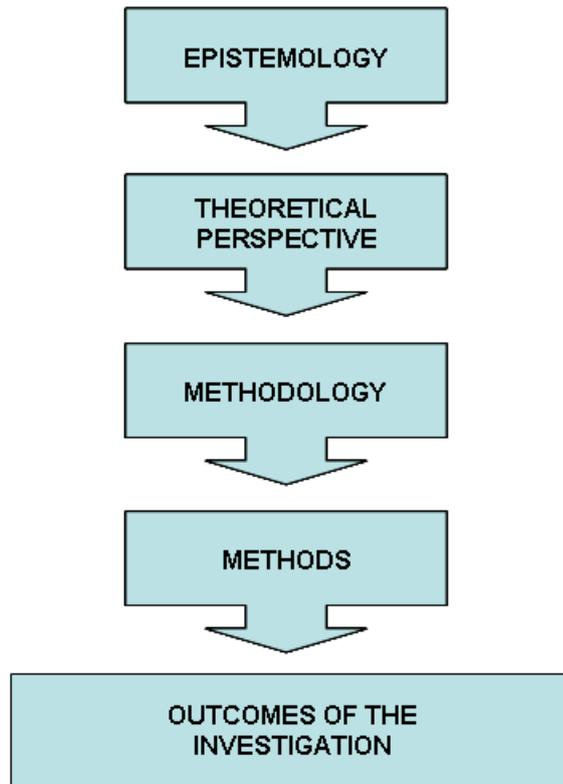 EPISTEMOLOGY
THEORETICAL
PERSPECTIVE
METHODOLOGY
METHODS
OUTCOMES OF THE
INVESTIGATION